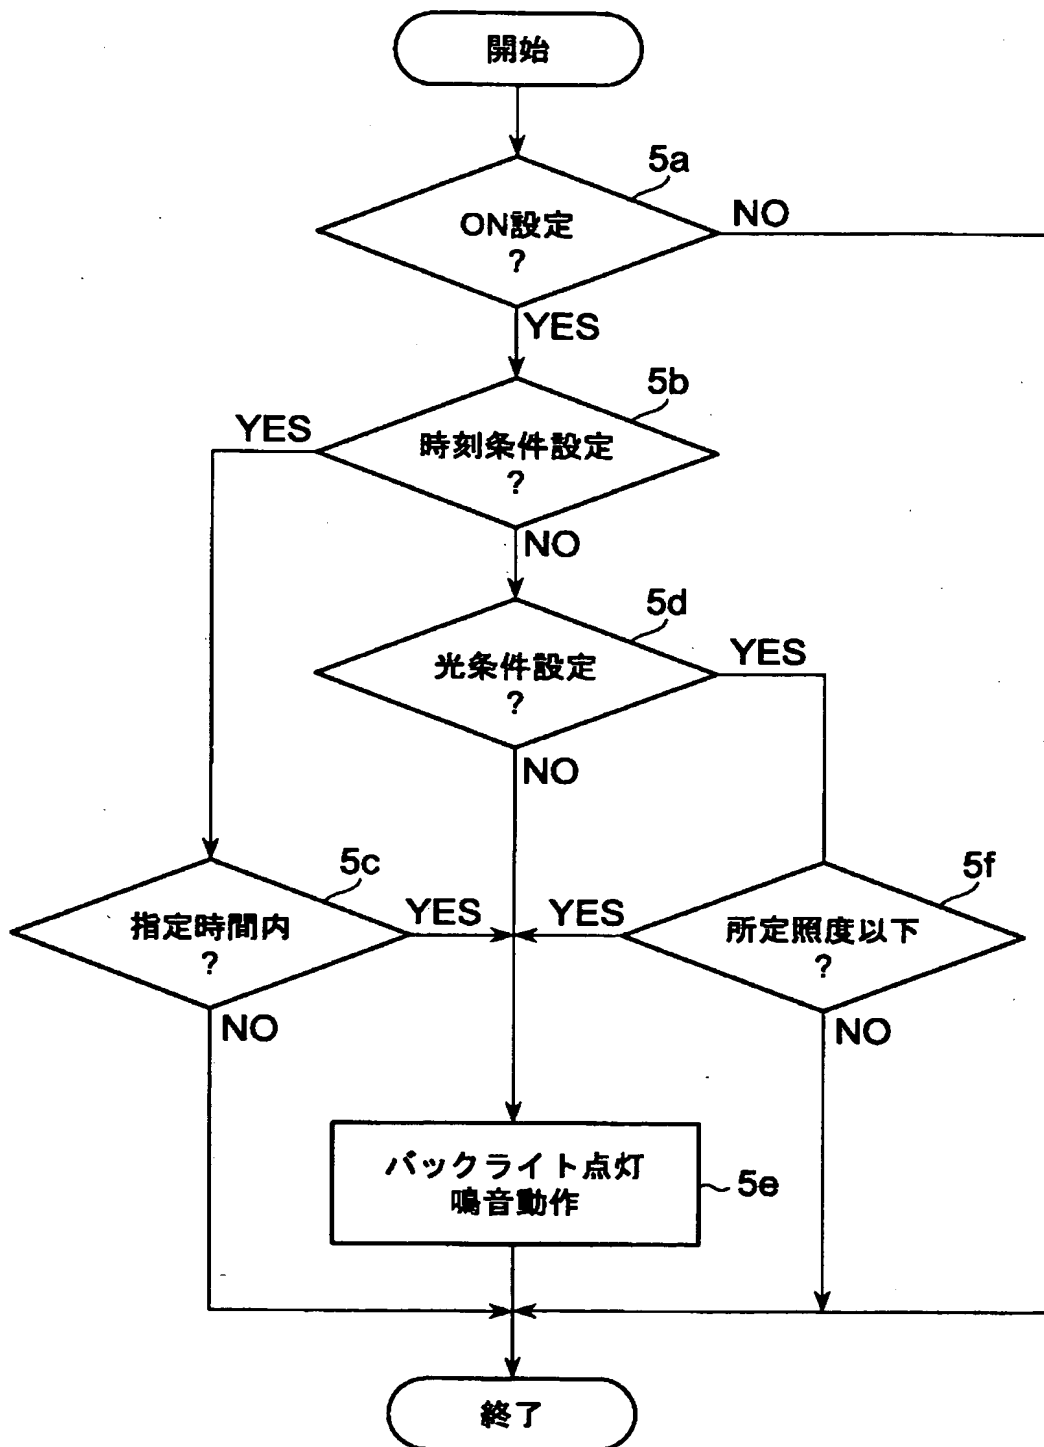 開始
5a
ON設定
?
NO
YES
5b
YES
時刻条件設定
?
NO
5d
光条件設定
?
YES
NO
5c
指定時間内
?
YES
YES
5f
所定照度以下
?
NO
NO
バックライト点灯
鳴音動作
5e
終了